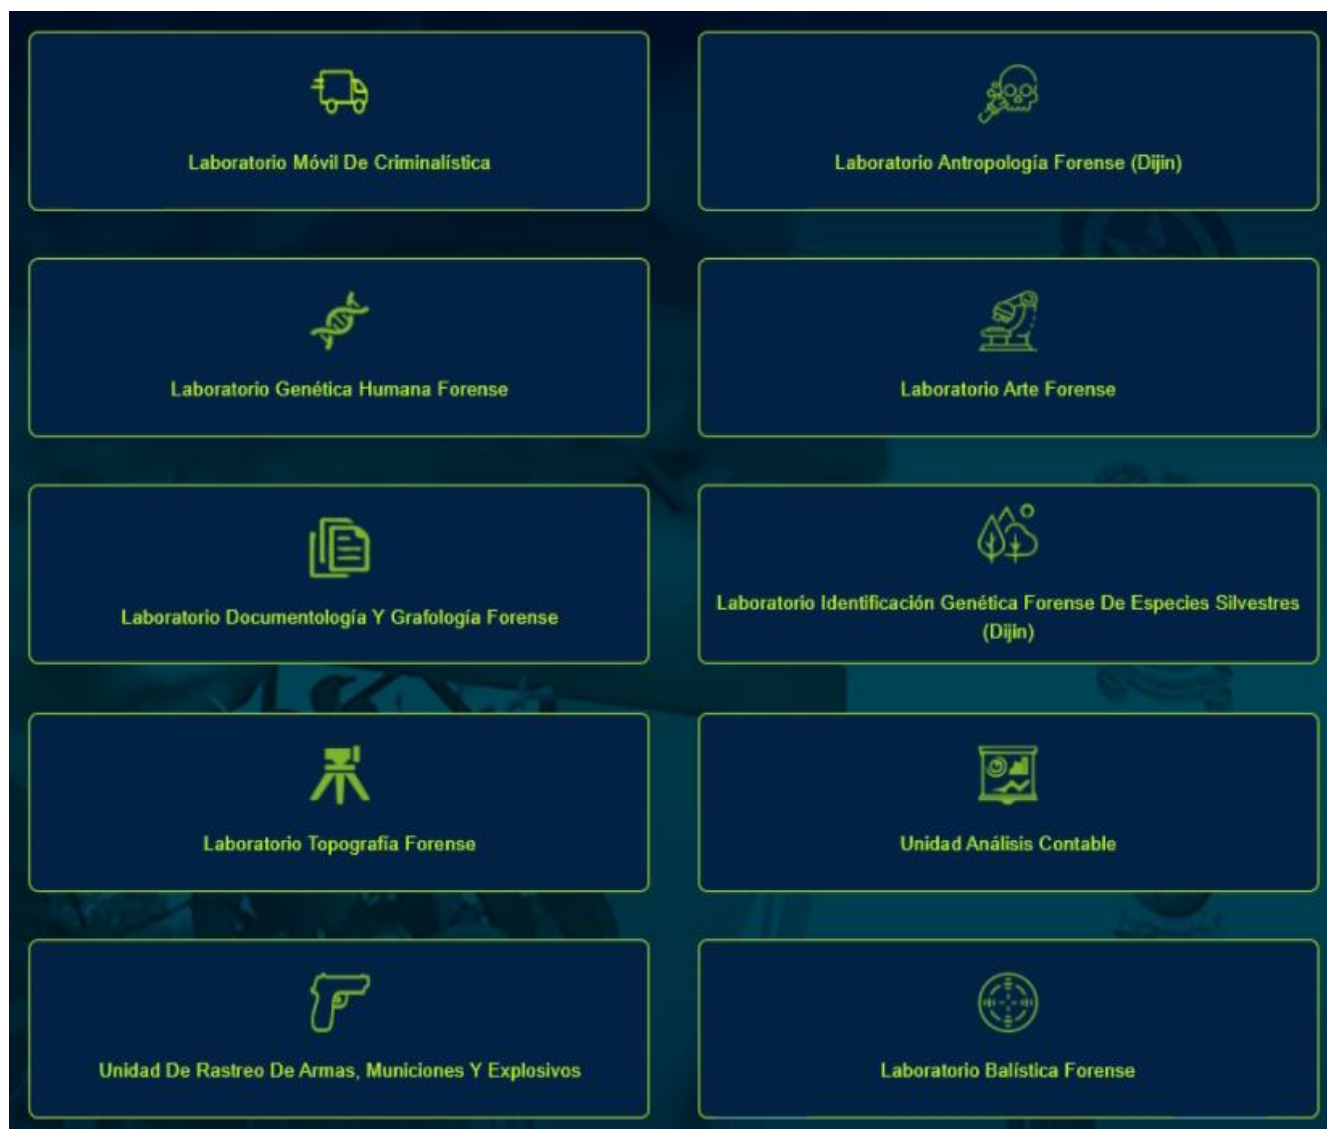 Laboratorio Móvil De Criminalística
Laboratorio Antropología Forense (Dijin)
Laboratorio Genética Humana Forense
Laboratorio Arte Forense
Laboratorio Documentología Y Grafología Forense
Laboratorio Identificación Genética Forense De Especies Silvestres
(Dijin)
Laboratorio Topografía Forense
Unidad Análisis Contable
Unidad De Rastreo De Armas, Municiones Y Explosivos
Laboratorio Balística Forense